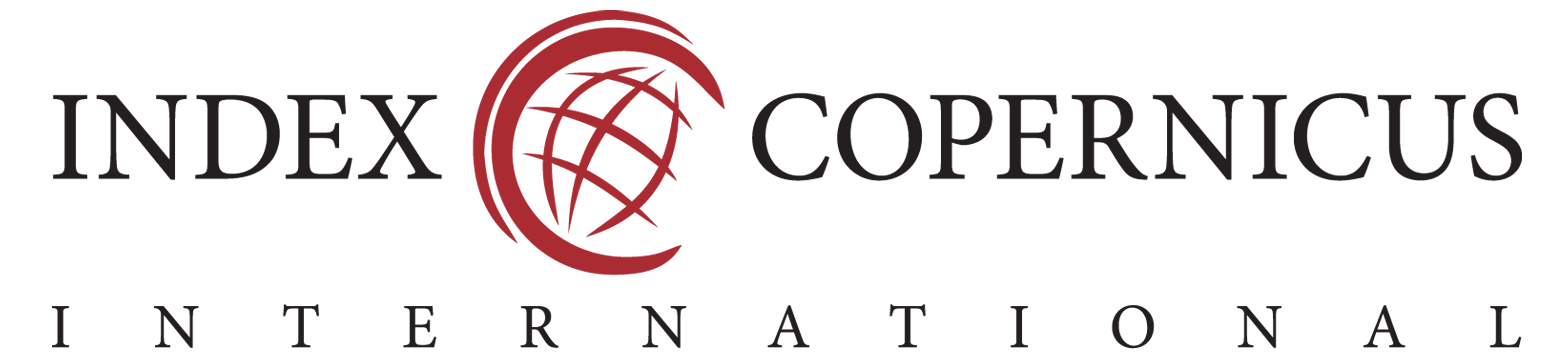 INDEX COPERNICUS
INTERNATIONAL